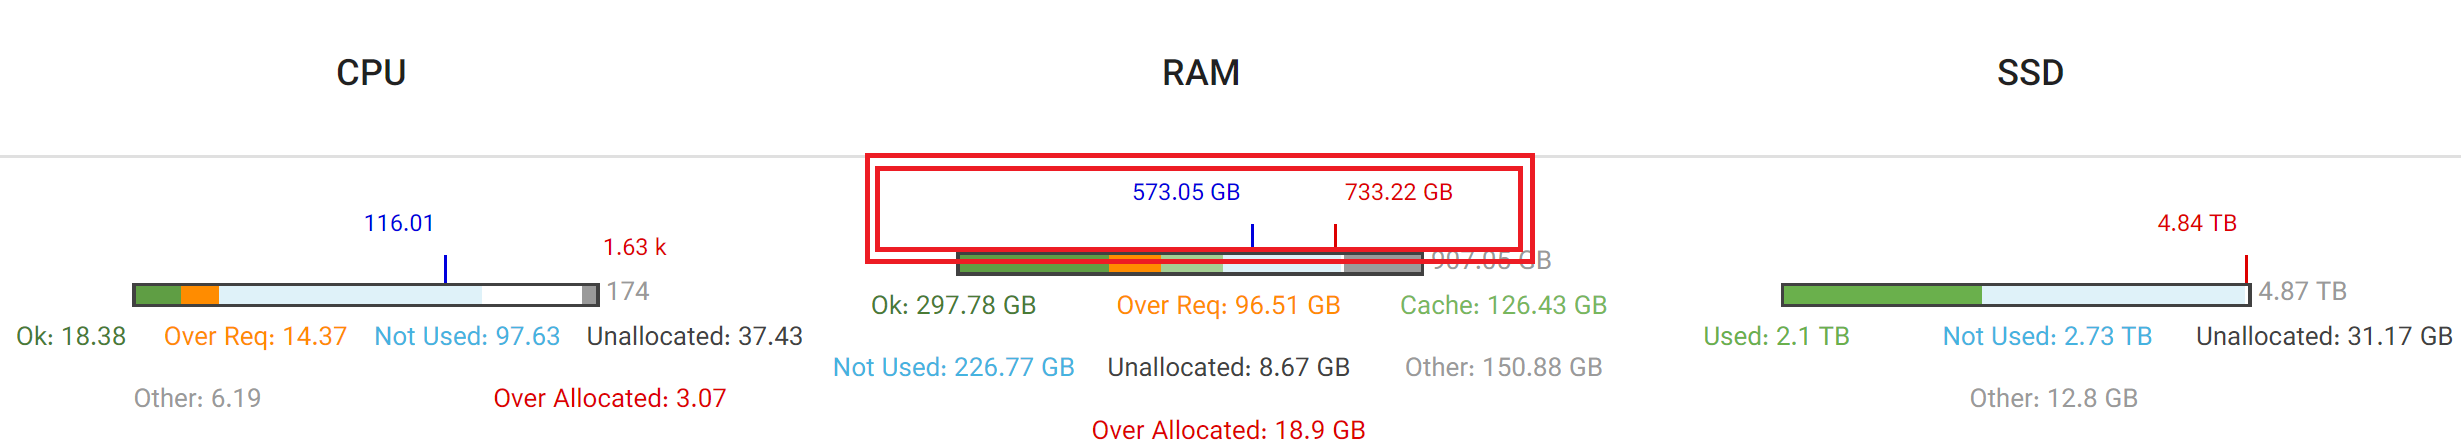 CPU
RAM
SSD
116.01
1.63 k
174
Ok: 18.38 Over Req: 14.37 Not Used: 97.63 Unallocated: 37.43
Other: 6.19 Over Allocated: 3.07
573.05 GB 733.22 GB
907.05 GB
Ok: 297.78 GB Over Req: 96.51 GB Cache: 126.43 GB
Not Used: 226.77 GB Unallocated: 8.67 GB Other: 150.88 GB
Over Allocated: 18.9 GB
4.84 TB
4.87 TB
Used: 2.1 TB Not Used: 2.73 TB Unallocated: 31.17 GB
Other: 12.8 GB